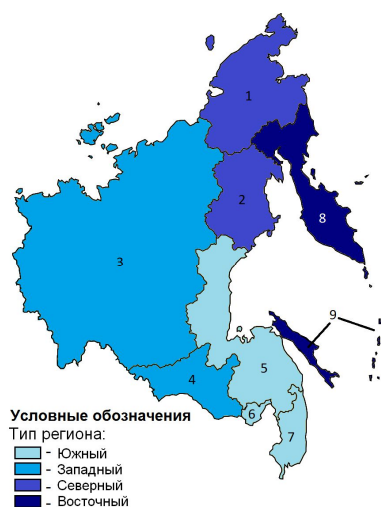 1
2
8
3
9
5
4
6
7
Условные обозначения
Тип региона:
- Южный
- Западный
- Северный
- Восточный